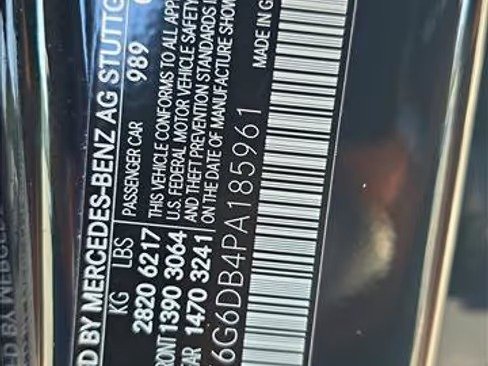 D BY MERCEDES-BENZ AG STUTTG
KG LBS
2820 6217
RONT 1390 3064
AR 1470 3241
PASSENGER CAR 989
THIS VEHICLE CONFORMS TO ALL APP
U.S. FEDERAL MOTOR VEHICLE SAFETY
AND THEFT PREVENTION STANDARDS I
ON THE DATE OF MANUFACTURE SHOW
6G6DB4PA185961
MADE IN G